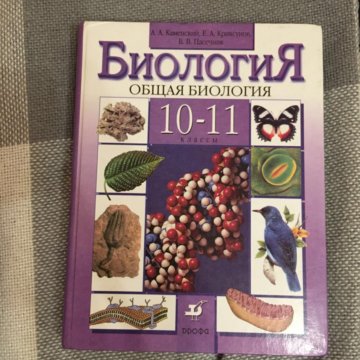 А. А. Каменский, Е. А. Криксунов,
В. В. Пасечник
БИОЛОГИЯ
ОБЩАЯ БИОЛОГИЯ
10-11
классы
дрофа